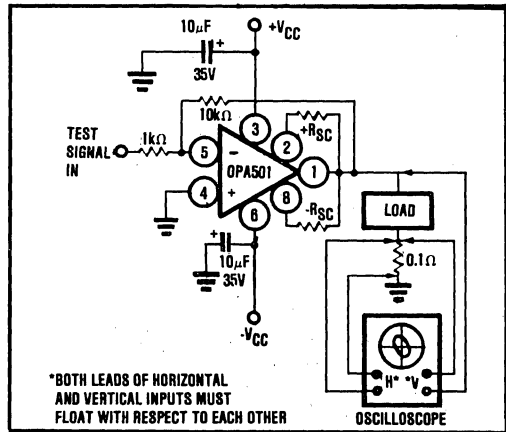 10µF
+VCC
35V
10kΩ
+RSC
TEST
SIGNAL
IN
1kΩ
3
2
5
−
OPA501
1
4
+
6
8
-RSC
LOAD
+
+
10µF
35V
0.1Ω
-VCC
H* *V
*BOTH LEADS OF HORIZONTAL
AND VERTICAL INPUTS MUST
FLOAT WITH RESPECT TO EACH OTHER
OSCILLOSCOPE